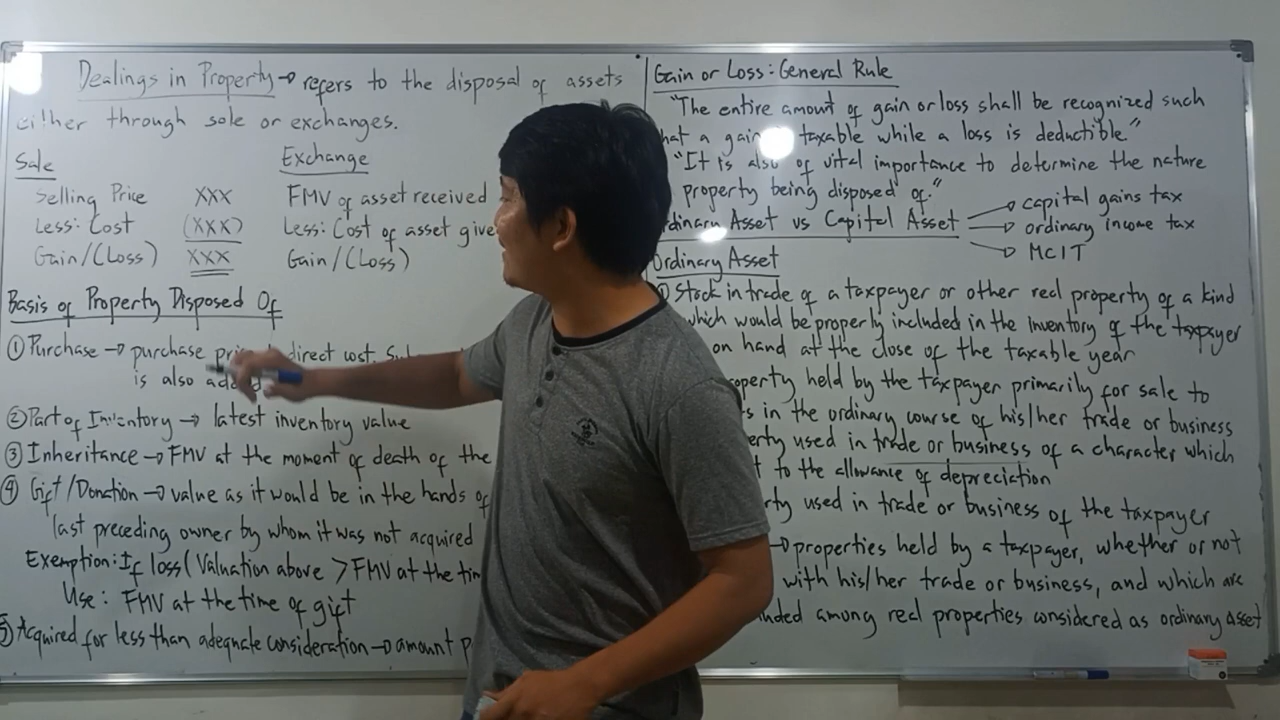 Dealings in Property → refers to the disposal of assets
either through sale or exchanges.
Sale
Selling Price XXX
Less: Cost (XXX)
Gain/(Loss) XXX
Exchange
FMV of asset received
Less: Cost of asset give
Gain/(Loss)
Basis of Property Disposed Of
① Purchase → purchase direct cost.
is also
② Part of Inventory → latest inventory value
③ Inheritance → FMV at the moment of death of the
④ Gift/Donation → value as it would be in the hands of
last preceding owner by whom it was not acquired
Exemption: If loss (Valuation above > FMV at the tim
Use: FMV at the time of gift
⑤ Acquired for less than adequate consideration → amount p
Gain or Loss: General Rule
"The entire amount of gain or loss shall be recognized such
hat a gain taxable while a loss is deductible"
"It is also of vital importance to determine the nature
property being disposed of."
rdinary Asset vs Capital Asset → capital gains tax
→ ordinary income tax
→ MCIT
Ordinary Asset
① Stock in trade of a taxpayer or other real property of a kind
which would be properly included in the inventory of the taxpayer
on hand at the close of the taxable year
operty held by the taxpayer primarily for sale to
s in the ordinary course of his/her trade or business
erty used in trade or business of a character which
t to the allowance of depreciation
rty used in trade or business of the taxpayer
→ properties held by a taxpayer, whether or not
with his/her trade or business, and which are
uded among real properties considered as ordinary asset